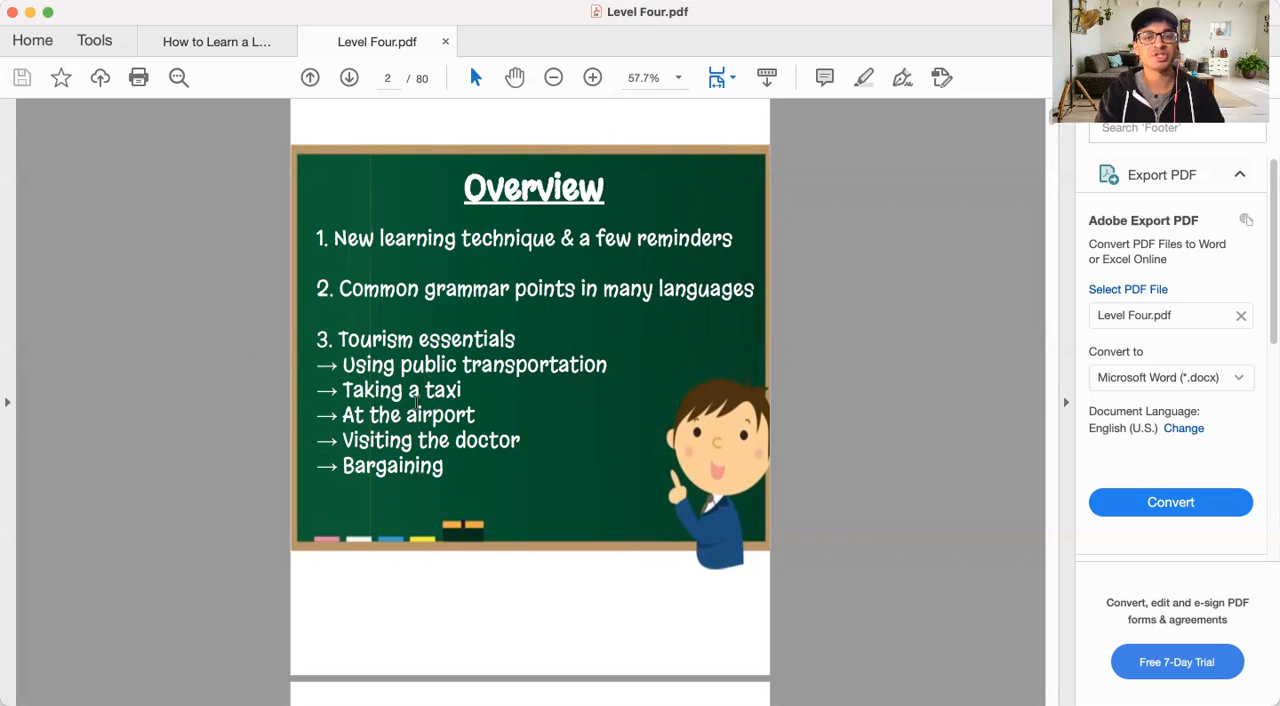 Level Four.pdf
Home Tools How to Learn a L... Level Four.pdf ×
2 / 80 57.7%
Overview
1. New learning technique & a few reminders
2. Common grammar points in many languages
3. Tourism essentials
→ Using public transportation
→ Taking a taxi
→ At the airport
→ Visiting the doctor
→ Bargaining
Search 'Footer'
Export PDF
Adobe Export PDF
Convert PDF Files to Word
or Excel Online
Select PDF File
Level Four.pdf
Convert to
Microsoft Word (*.docx)
Document Language:
English (U.S.) Change
Convert
Convert, edit and e-sign PDF
forms & agreements
Free 7-Day Trial